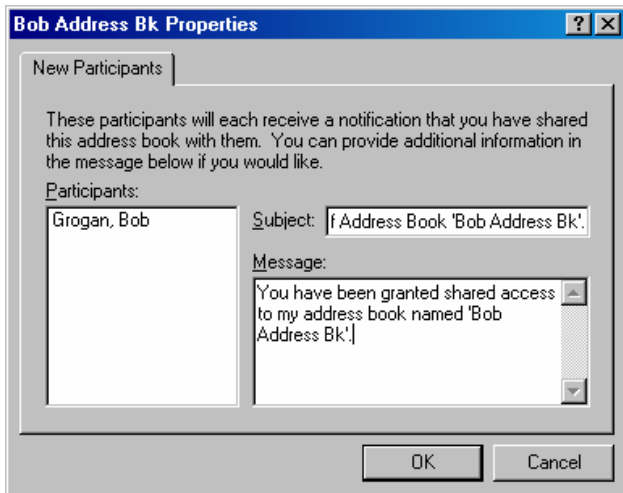 Bob Address Bk Properties
New Participants
These participants will each receive a notification that you have shared
this address book with them.  You can provide additional information in
the message below if you would like.
Participants:
Grogan, Bob
Subject: f Address Book 'Bob Address Bk'.
Message:
You have been granted shared access
to my address book named 'Bob
Address Bk'.
OK Cancel